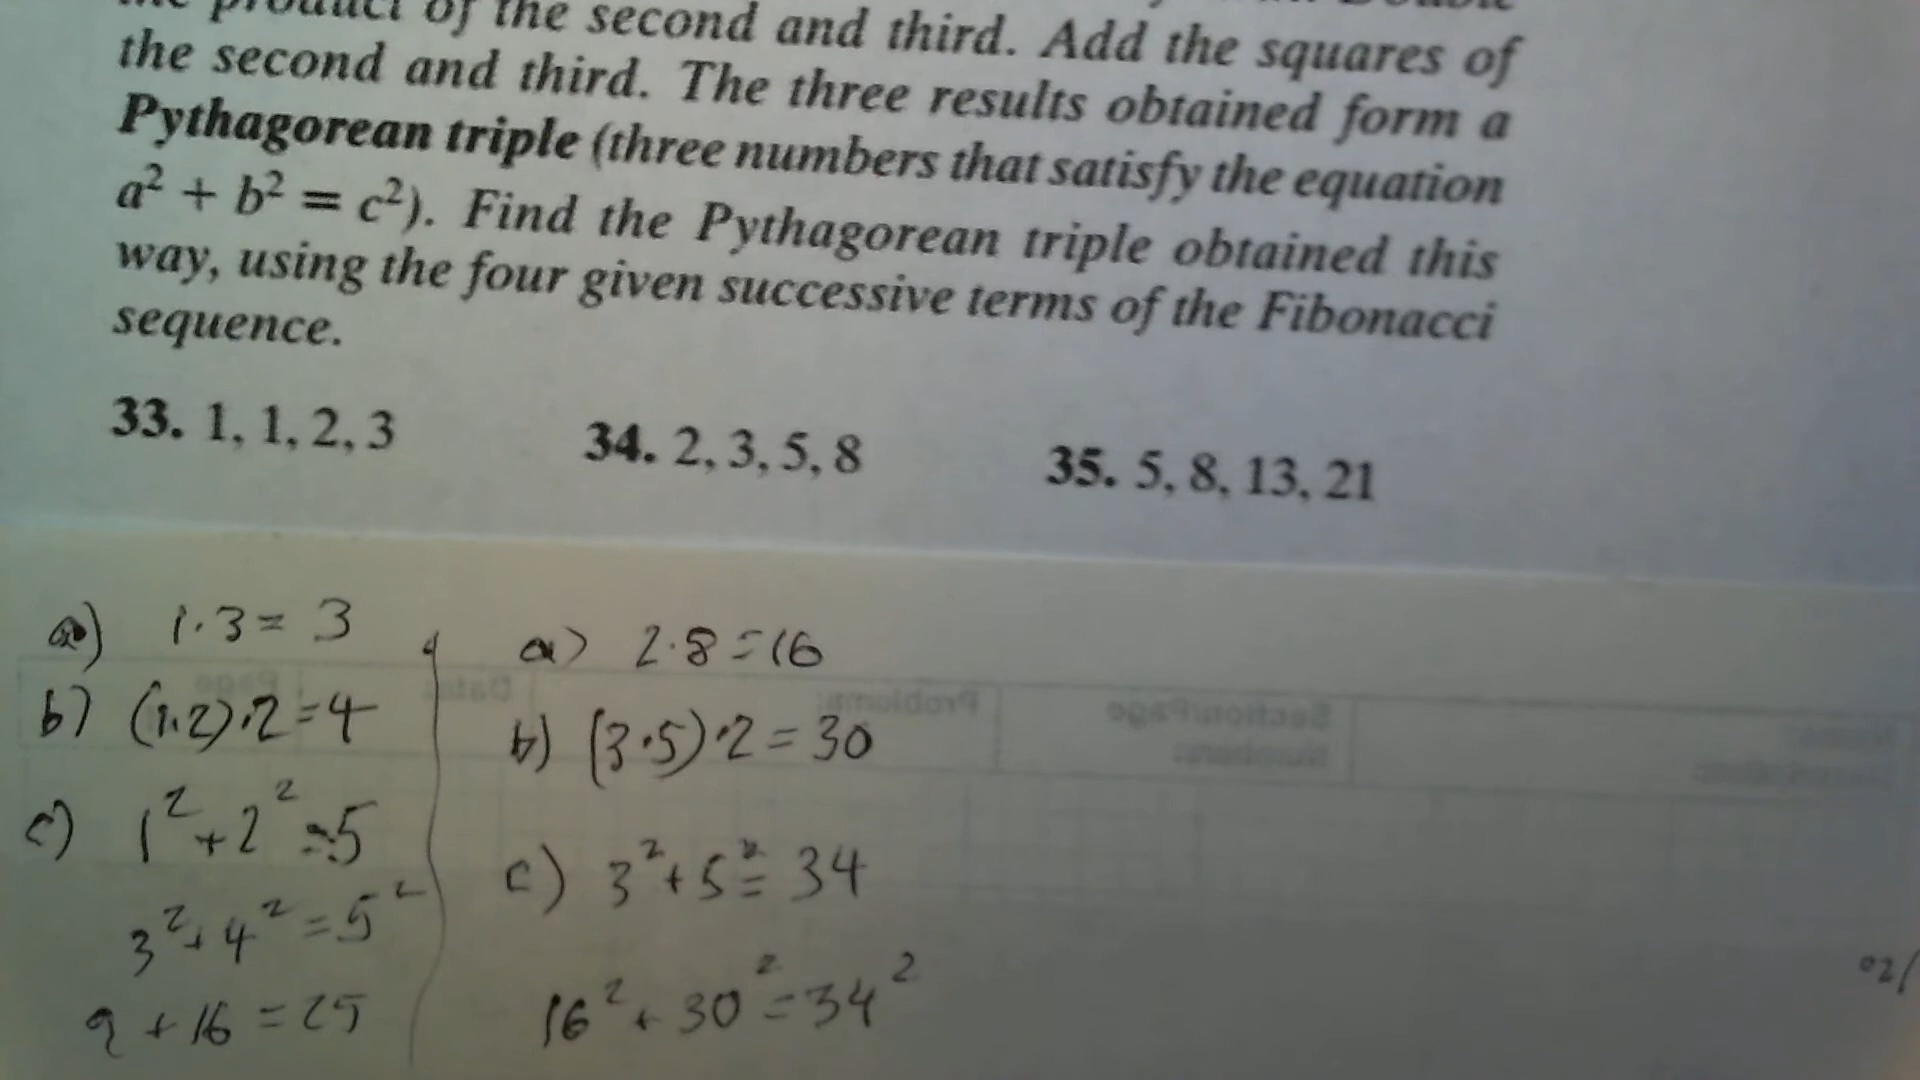 the product of the second and third. Add the squares of
the second and third. The three results obtained form a
Pythagorean triple (three numbers that satisfy the equation
a² + b² = c²). Find the Pythagorean triple obtained this
way, using the four given successive terms of the Fibonacci
sequence.
33. 1, 1, 2, 3
34. 2, 3, 5, 8
35. 5, 8, 13, 21
a) 1·3 = 3
b) (1·2)·2 = 4
c) 1² + 2² = 5
3² + 4² = 5²
9 + 16 = 25
a) 2·8 = 16
b) (3·5)·2 = 30
c) 3² + 5² = 34
16² + 30² = 34²